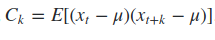 C_k = E[(x_t − μ)(x_{t+k} − μ)]